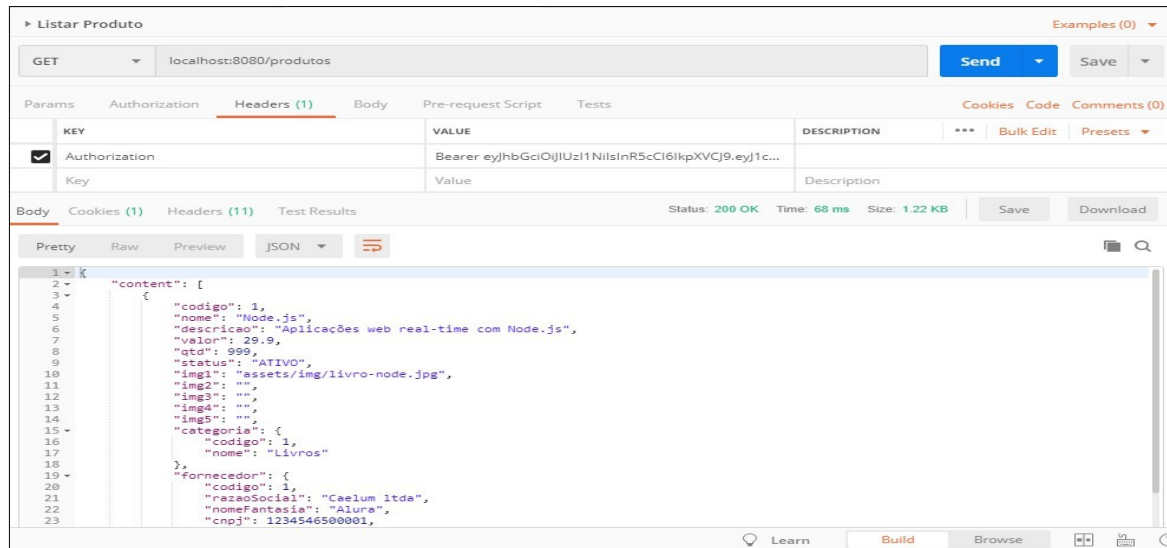 Listar Produto Examples (0)
GET localhost:8080/produtos Send Save
Params Authorization Headers (1) Body Pre-request Script Tests Cookies Code Comments (0)
KEY VALUE DESCRIPTION ••• Bulk Edit Presets
Authorization Bearer eyJhbGciOiJIUzI1NiIsInR5cCI6IkpXVCJ9.eyJ1c...
Key Value Description
Body Cookies (1) Headers (11) Test Results Status: 200 OK Time: 68 ms Size: 1.22 KB Save Download
Pretty Raw Preview JSON
1 {
2 "content": [
3 {
4 "codigo": 1,
5 "nome": "Node.js",
6 "descricao": "Aplicações web real-time com Node.js",
7 "valor": 29.9,
8 "qtd": 999,
9 "status": "ATIVO",
10 "img1": "assets/img/livro-node.jpg",
11 "img2": "",
12 "img3": "",
13 "img4": "",
14 "img5": "",
15 "categoria": {
16 "codigo": 1,
17 "nome": "Livros"
18 },
19 "fornecedor": {
20 "codigo": 1,
21 "razaoSocial": "Caelum ltda",
22 "nomeFantasia": "Alura",
23 "cnpj": 1234546500001,
Learn Build Browse